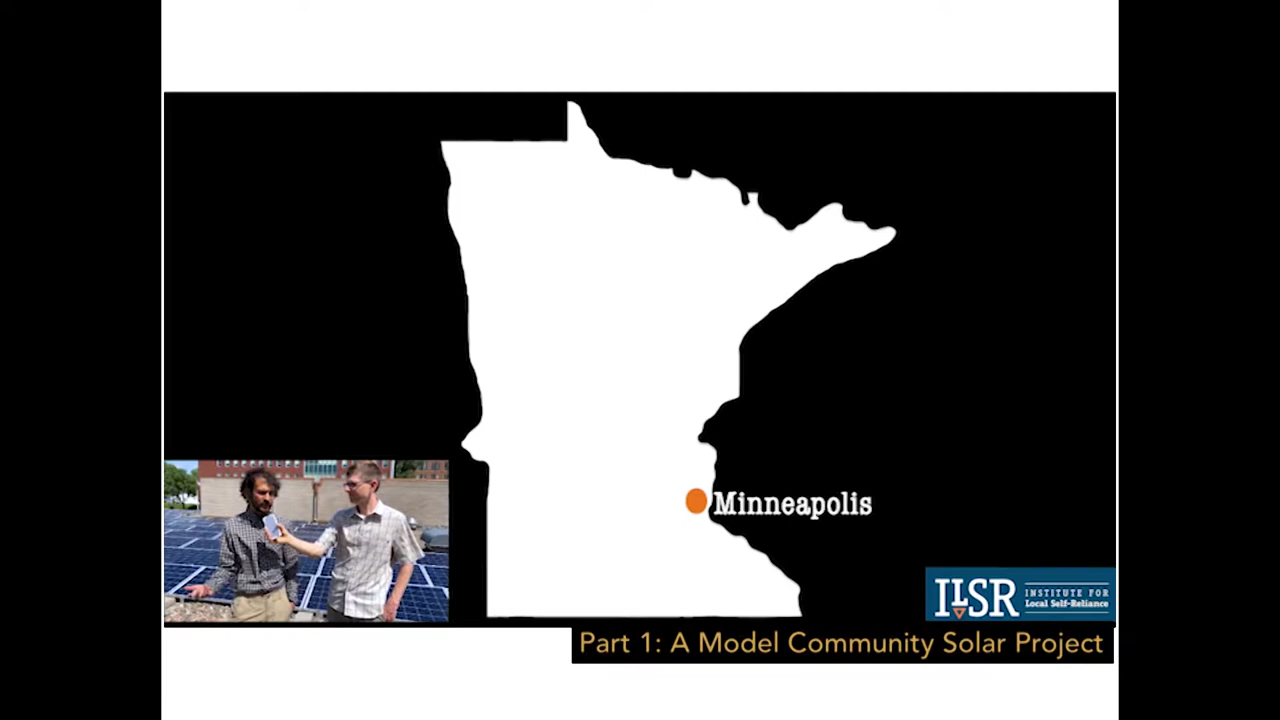 Minneapolis
ILSR
INSTITUTE FOR
Local Self-Reliance
Part 1: A Model Community Solar Project